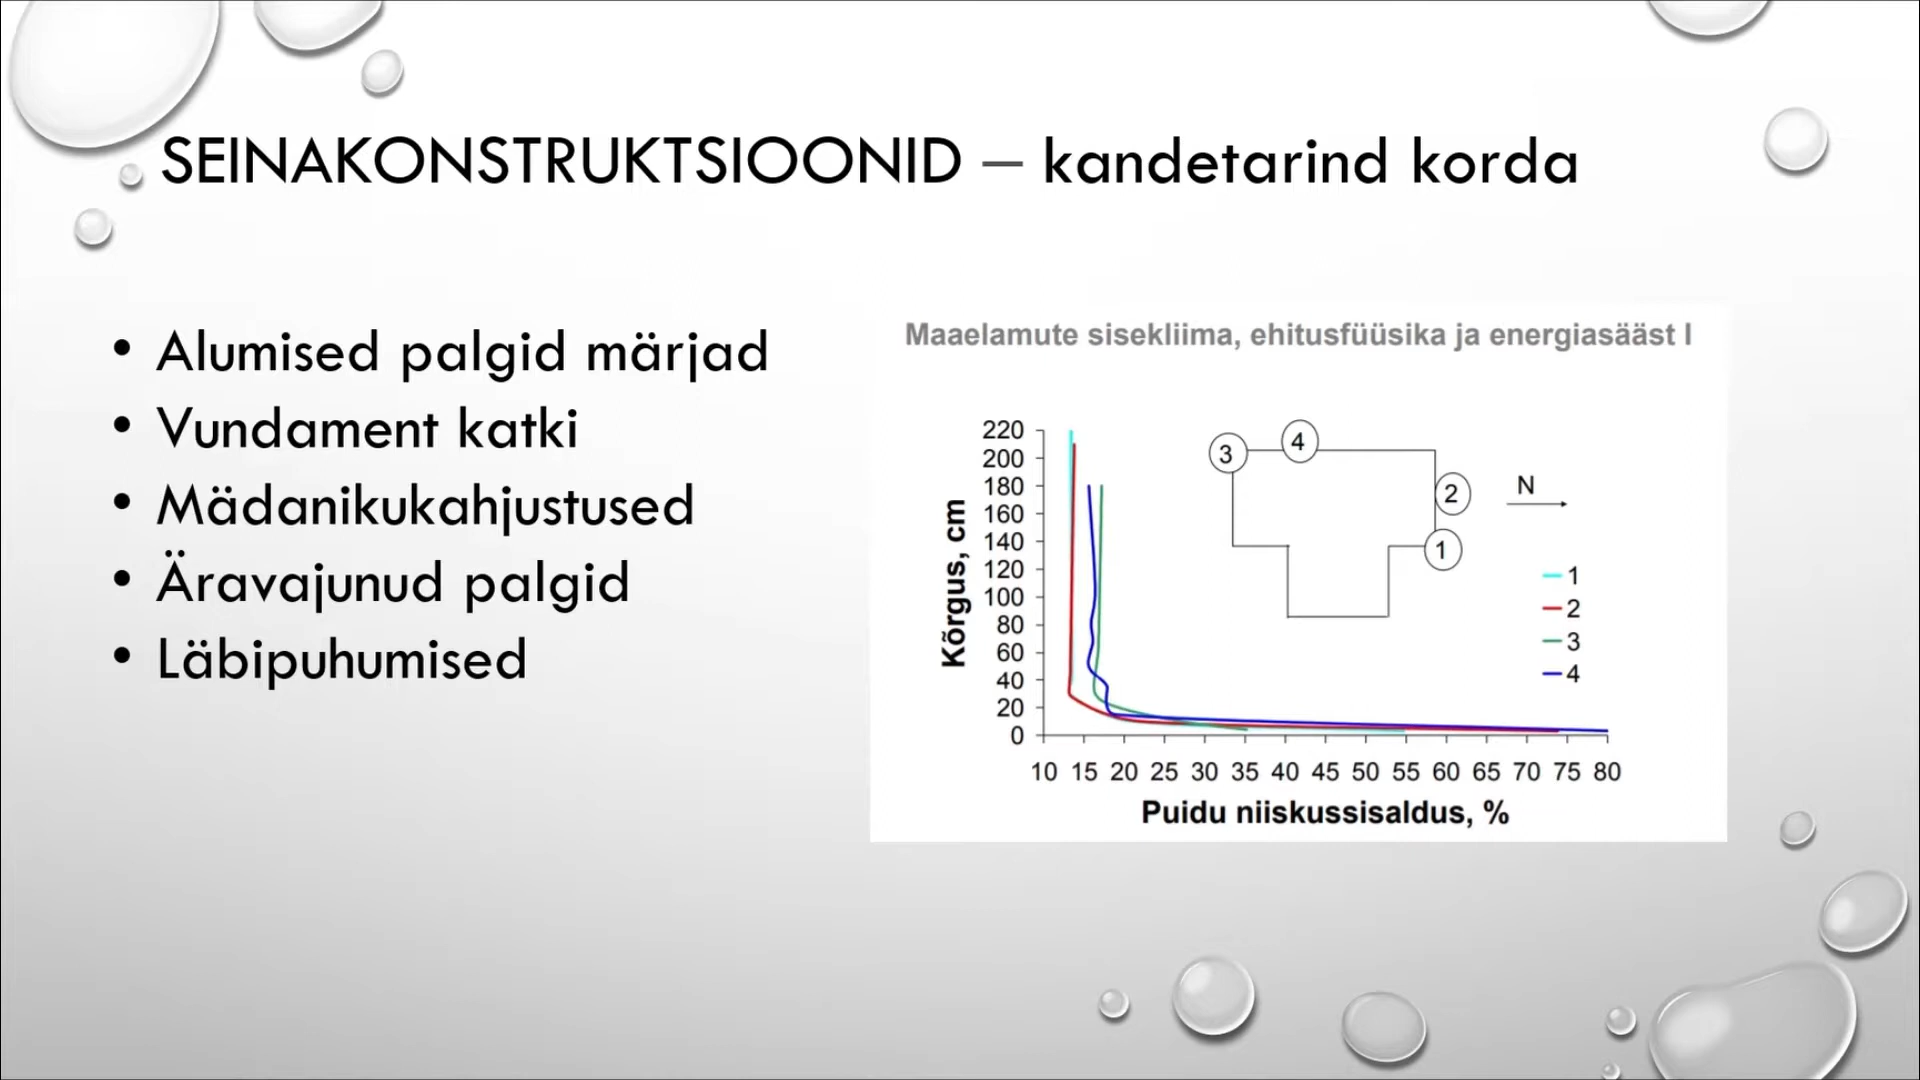 SEINAKONSTRUKTSIOONID – kandetarind korda
• Alumised palgid märjad
• Vundament katki
• Mädanikukahjustused
• Äravajunud palgid
• Läbipuhumised
Maaelamute sisekliima, ehitusfüüsika ja energiasääst I
Kõrgus, cm
220
200
180
160
140
120
100
80
60
40
20
0
10 15 20 25 30 35 40 45 50 55 60 65 70 75 80
Puidu niiskussisaldus, %
3
4
2
1
N
1
2
3
4